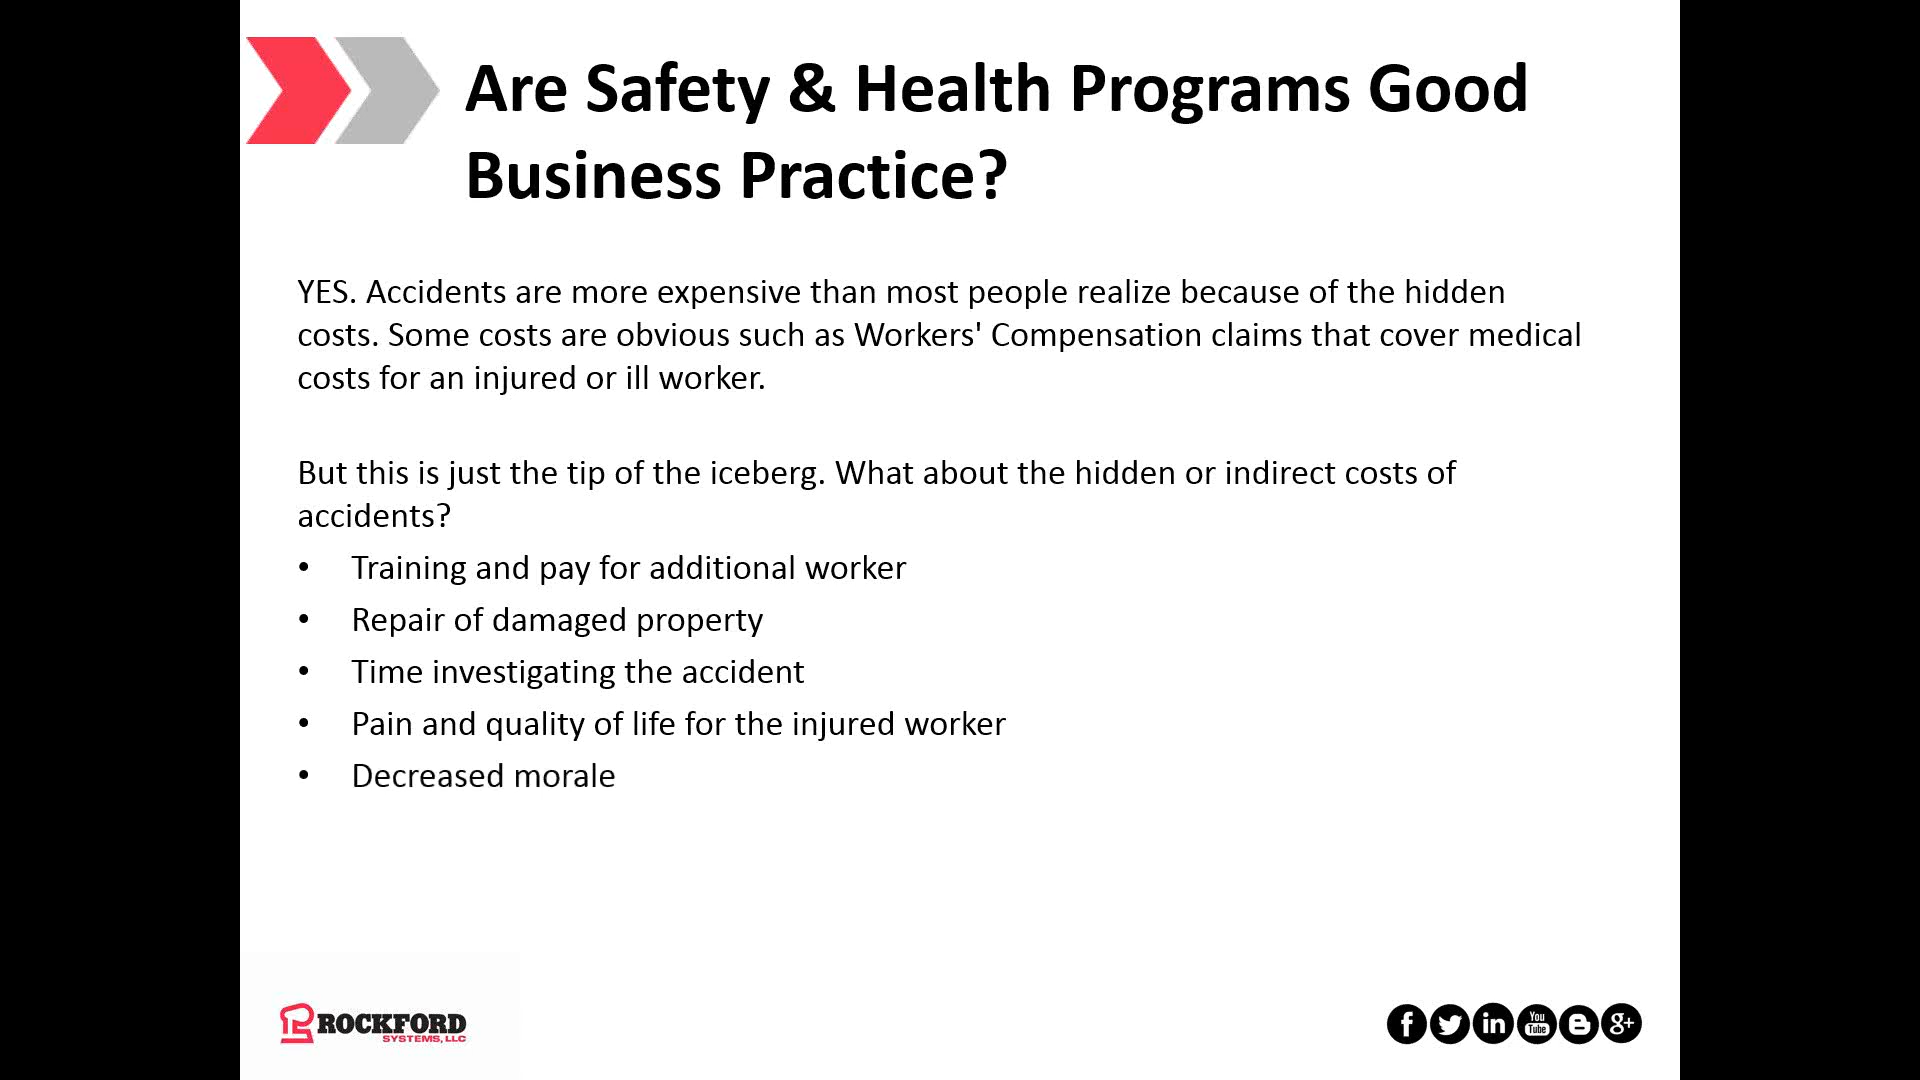 Are Safety & Health Programs Good
Business Practice?
YES. Accidents are more expensive than most people realize because of the hidden
costs. Some costs are obvious such as Workers' Compensation claims that cover medical
costs for an injured or ill worker.
But this is just the tip of the iceberg. What about the hidden or indirect costs of
accidents?
• Training and pay for additional worker
• Repair of damaged property
• Time investigating the accident
• Pain and quality of life for the injured worker
• Decreased morale
ROCKFORD
SYSTEMS, LLC
f in You Tube B g+